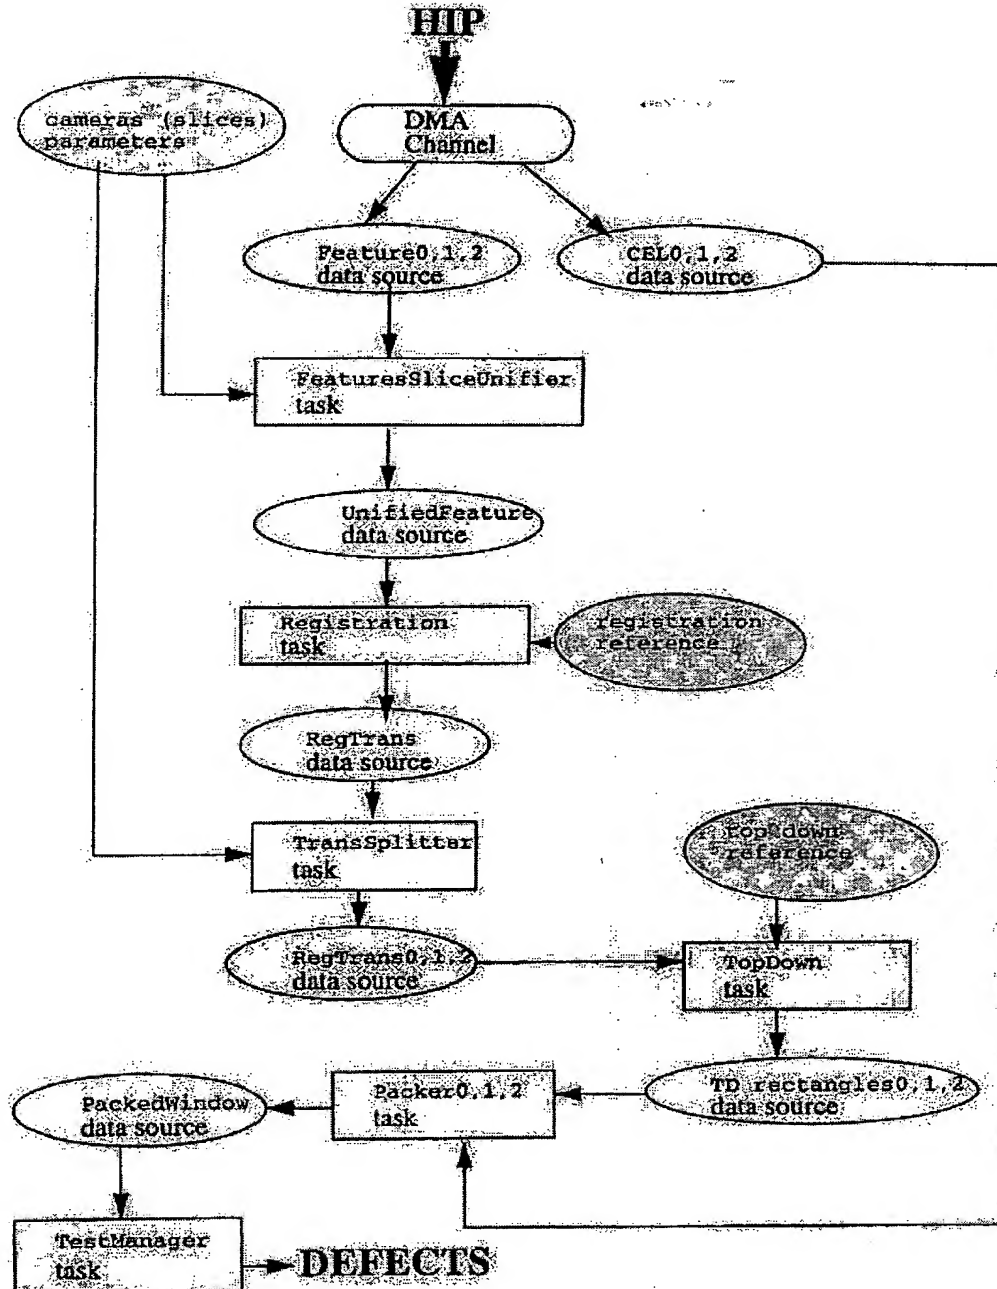 HIP
cameras (slices)
parameters
DMA
Channel
Feature0,1,2
data source
CEL0,1,2
data source
FeaturesSliceUnifier
task
UnifiedFeature
data source
Registration
task
registration
reference
RegTrans
data source
TransSplitter
task
top down
reference
RegTrans0,1,2
data source
TopDown
task
PackedWindow
data source
Packer0,1,2
task
TD rectangles0,1,2
data source
TestManager
task
DEFECTS